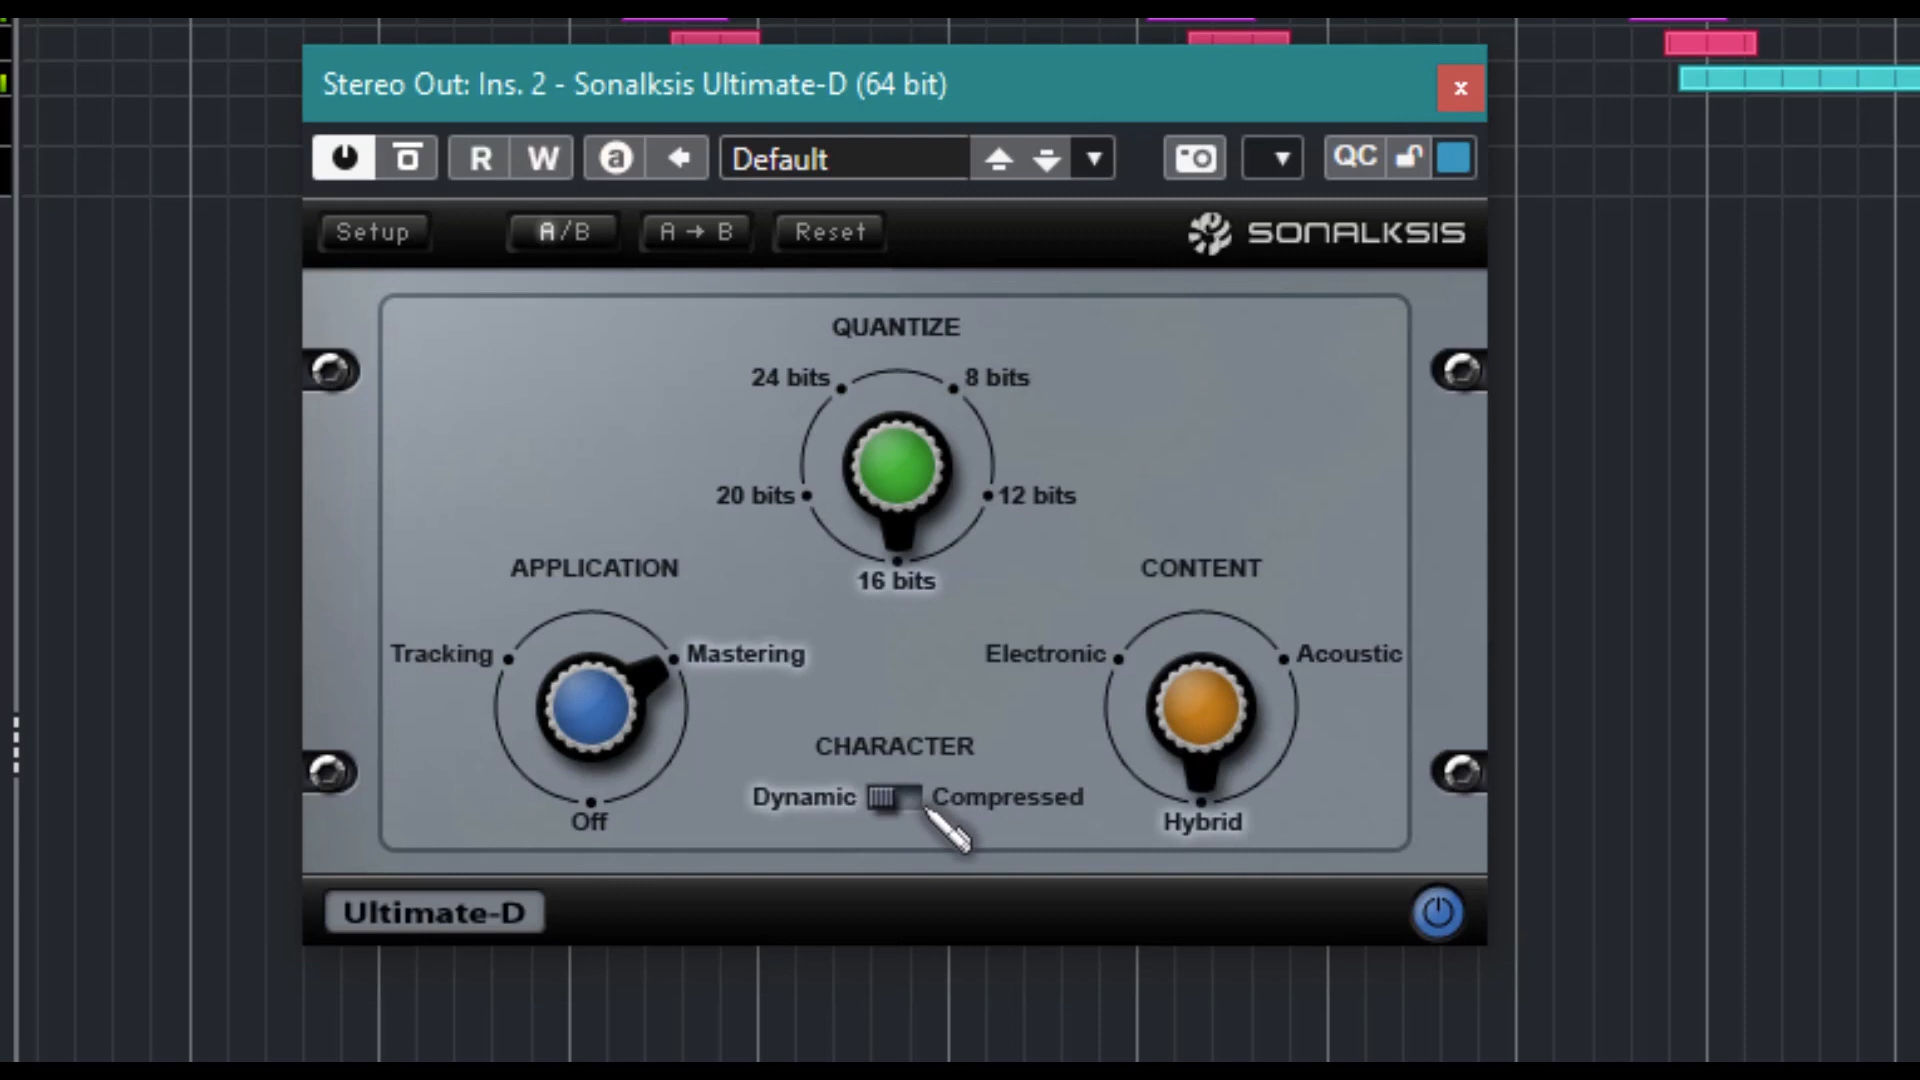 Stereo Out: Ins. 2 - Sonalksis Ultimate-D (64 bit)
x
R W a Default QC
Setup A/B A → B Reset SONALKSIS
QUANTIZE
24 bits 8 bits
20 bits 12 bits
16 bits
APPLICATION CONTENT
Tracking Mastering Electronic Acoustic
CHARACTER
Dynamic Compressed
Off Hybrid
Ultimate-D